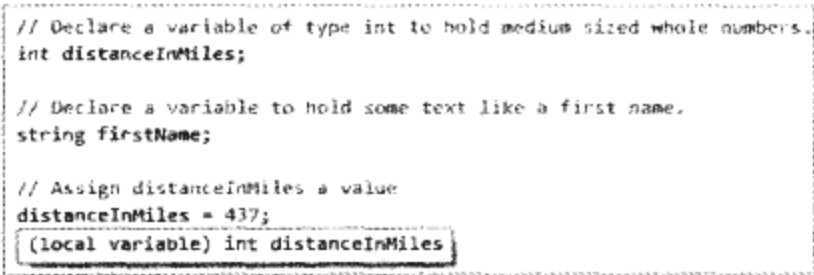 // Declare a variable of type int to hold medium sized whole numbers.
int distanceInMiles;
// Declare a variable to hold some text like a first name.
string firstName;
// Assign distanceInMiles a value
distanceInMiles = 437;
(local variable) int distanceInMiles